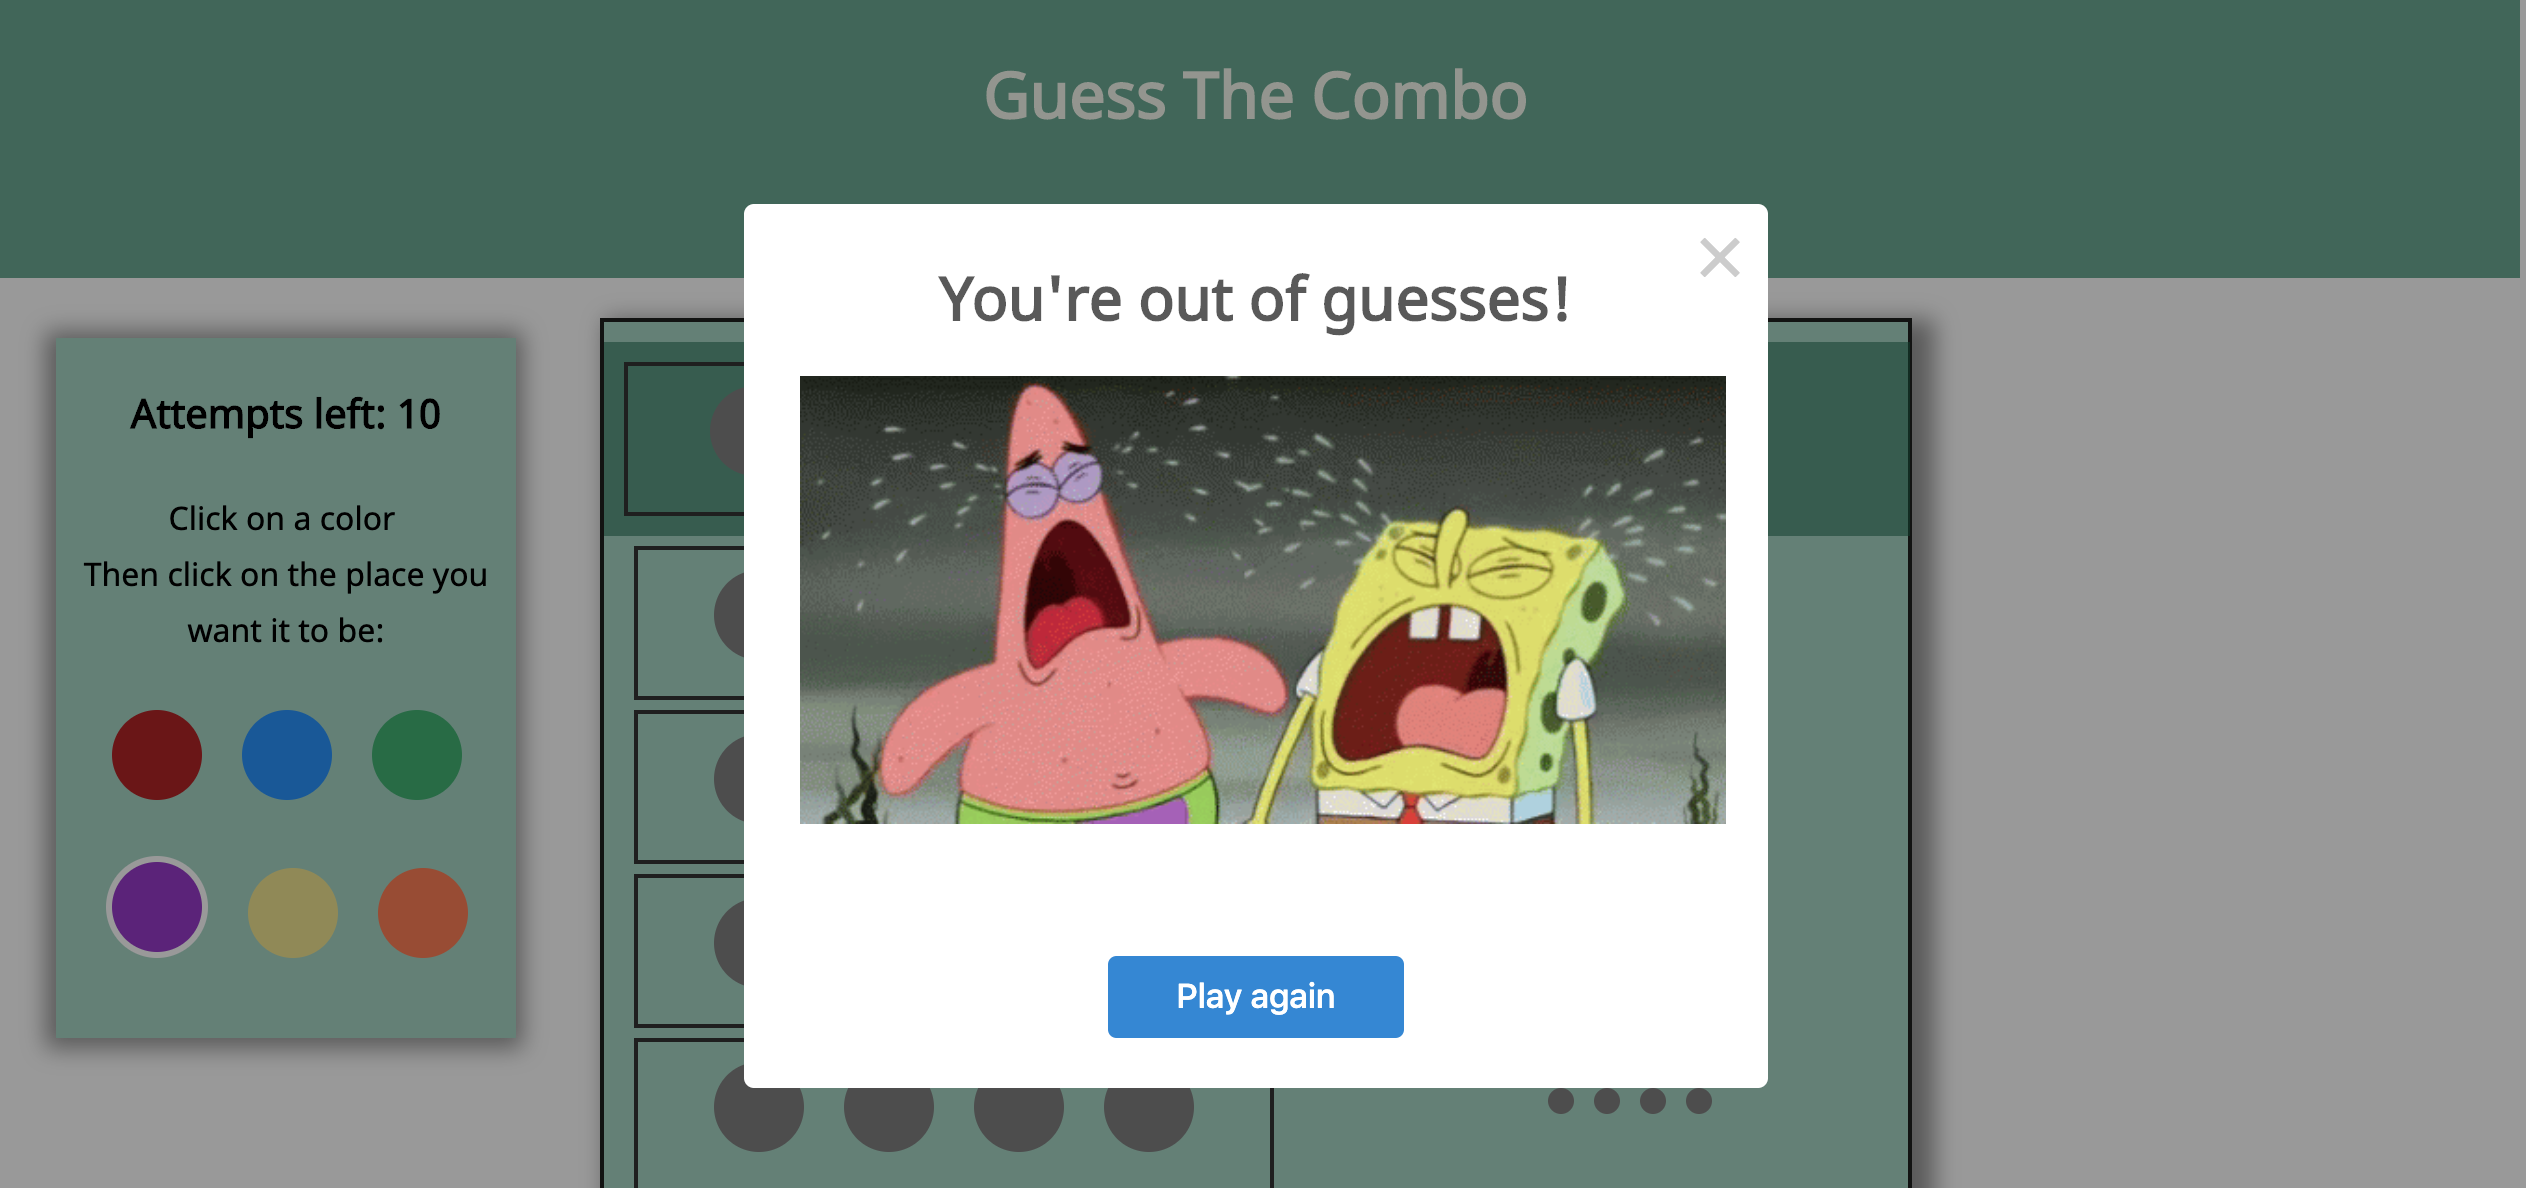 Guess The Combo
You're out of guesses!
Attempts left: 10
Click on a color
Then click on the place you
want it to be:
Play again